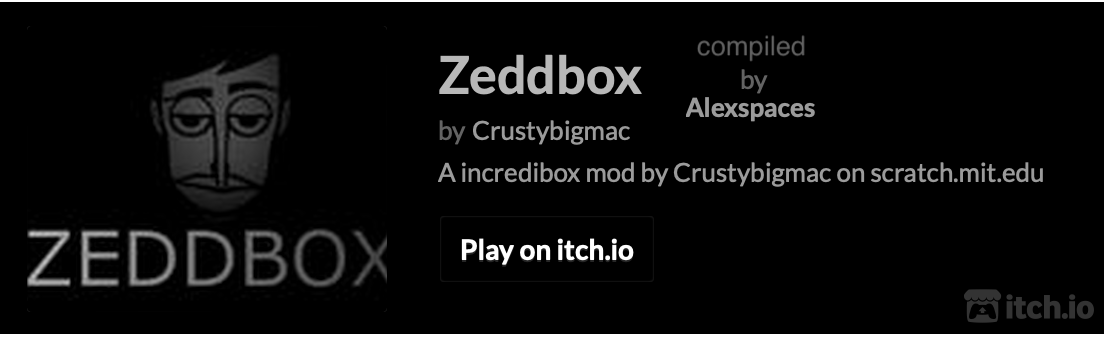 ZEDDBOX
Zeddbox
by Crustybigmac
compiled
by
Alexspaces
A incredibox mod by Crustybigmac on scratch.mit.edu
Play on itch.io
itch.io